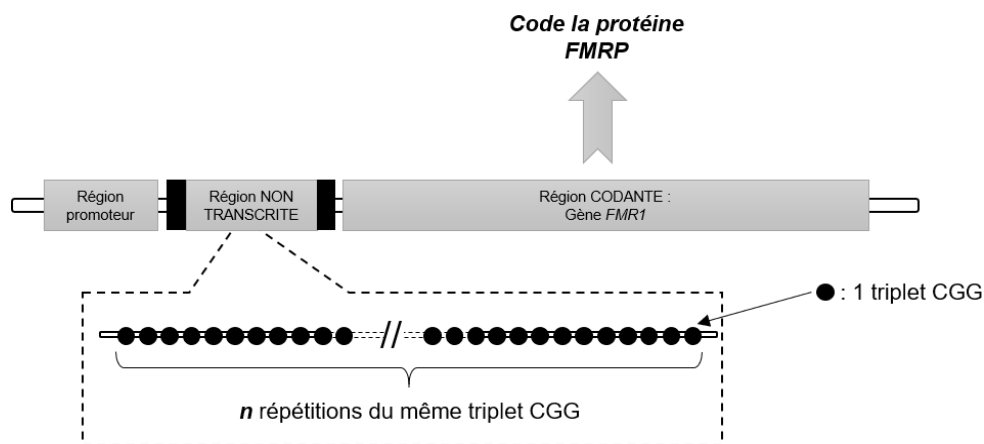 Code la protéine
FMRP
Région
promoteur
Région NON
TRANSCRITE
Région CODANTE :
Gène FMR1
: 1 triplet CGG
//
n répétitions du même triplet CGG